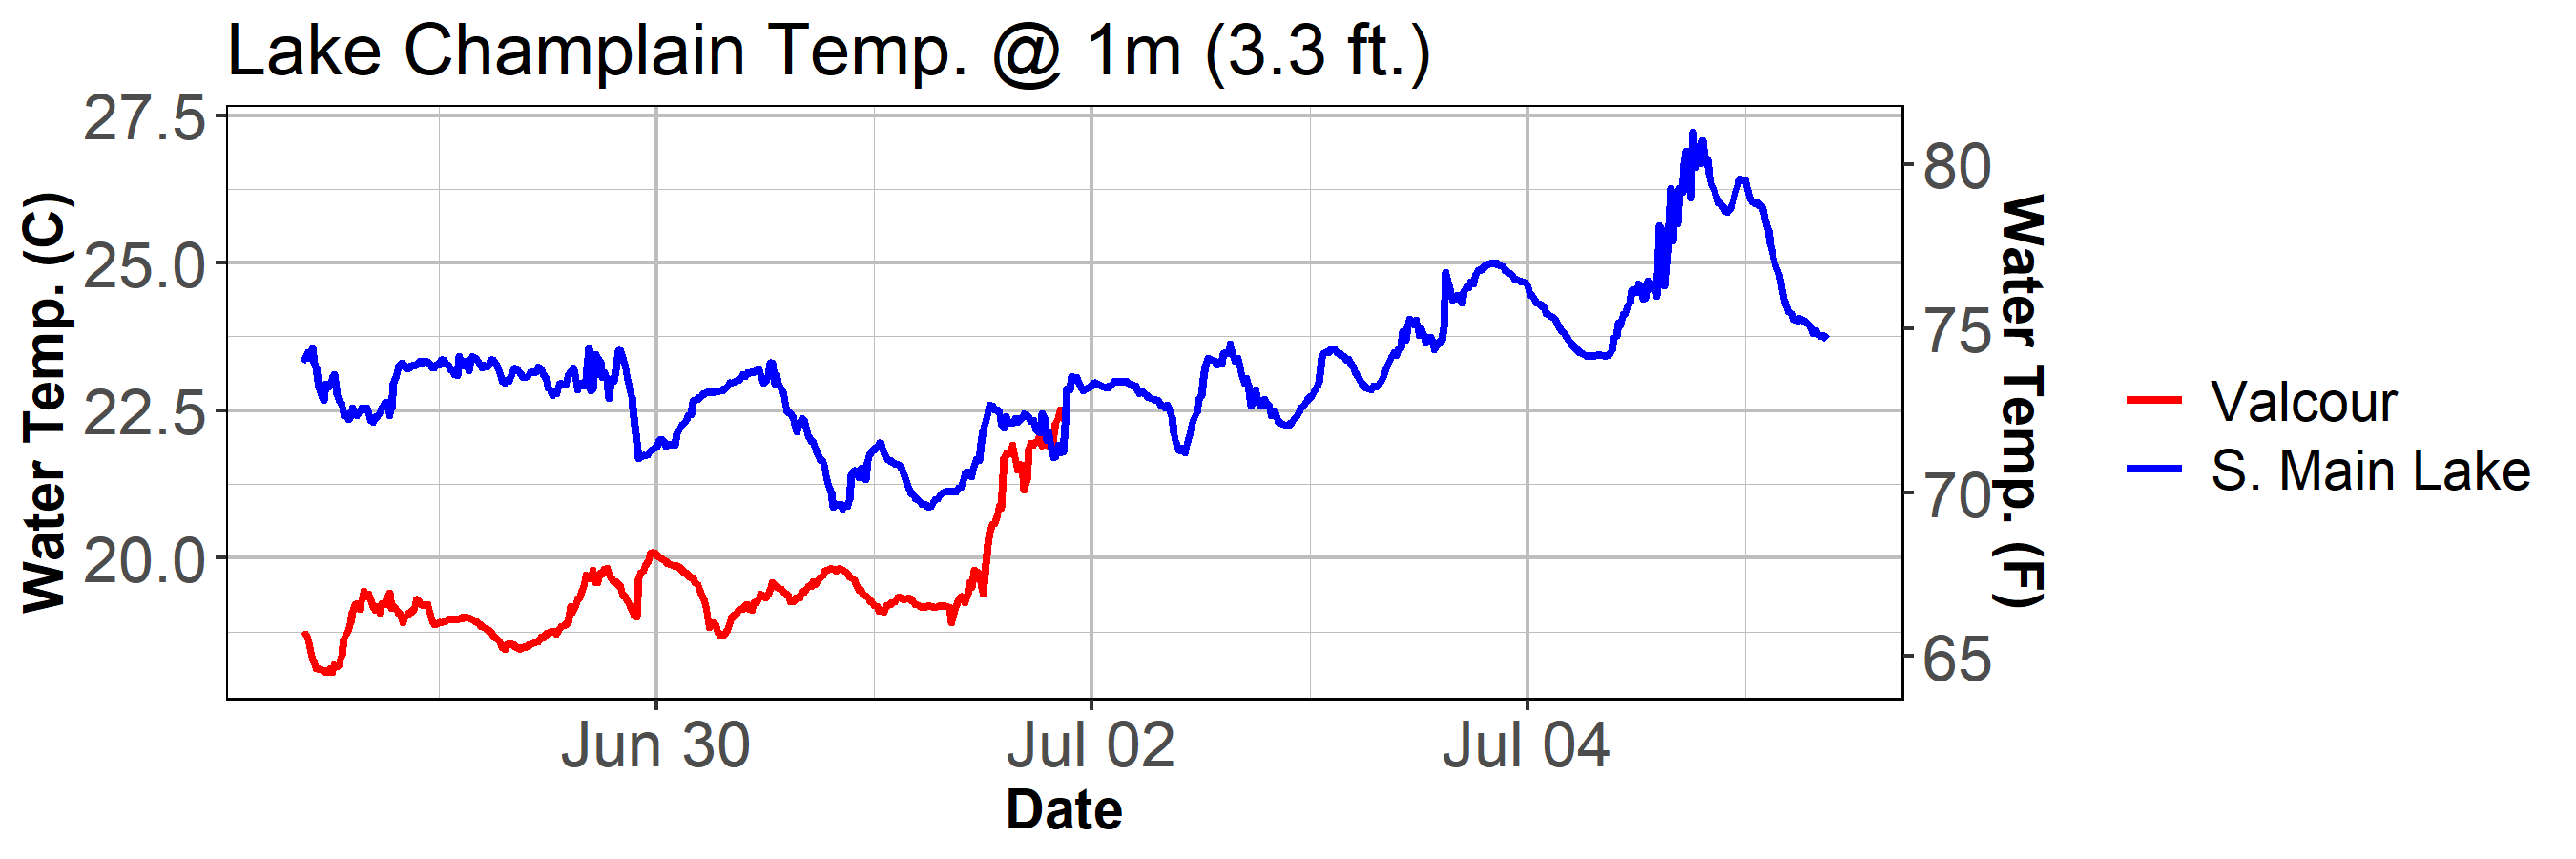 Lake Champlain Temp. @ 1m (3.3 ft.)
Water Temp. (C)
27.5
25.0
22.5
20.0
80
75
70
65
Water Temp. (F)
Jun 30
Jul 02
Jul 04
Date
Valcour
S. Main Lake